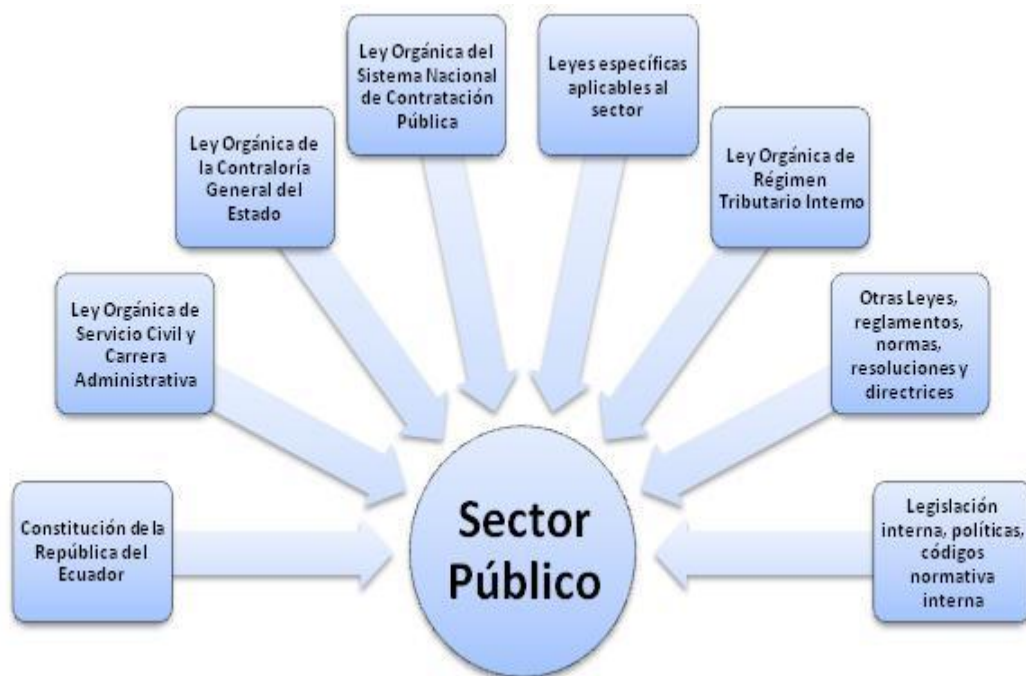 Constitución de la
República del
Ecuador
Ley Orgánica de
Servicio Civil y
Carrera
Administrativa
Ley Orgánica de
la Contraloría
General del
Estado
Ley Orgánica del
Sistema Nacional
de Contratación
Pública
Leyes específicas
aplicables al
sector
Ley Orgánica de
Régimen
Tributario Interno
Otras Leyes,
reglamentos,
normas,
resoluciones y
directrices
Legislación
interna, políticas,
códigos
normativa
interna
Sector
Público